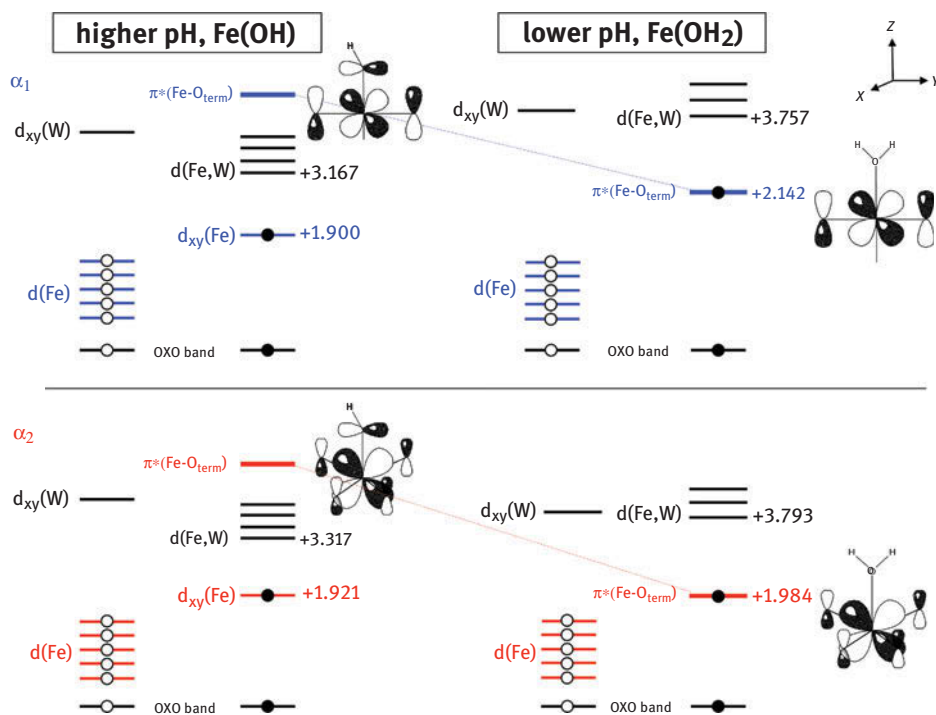 higher pH, Fe(OH)
lower pH, Fe(OH₂)
Z
Y
X
α₁
π*(Fe-Oterm)
H
dxy(W)
d(Fe,W)
+3.167
dxy(Fe)
+1.900
d(Fe)
OXO band
dxy(W)
d(Fe,W)
+3.757
π*(Fe-Oterm)
+2.142
H H
O
d(Fe)
OXO band
α₂
π*(Fe-Oterm)
H
dxy(W)
d(Fe,W)
+3.317
dxy(Fe)
+1.921
d(Fe)
OXO band
dxy(W)
d(Fe,W)
+3.793
π*(Fe-Oterm)
+1.984
H H
O
d(Fe)
OXO band